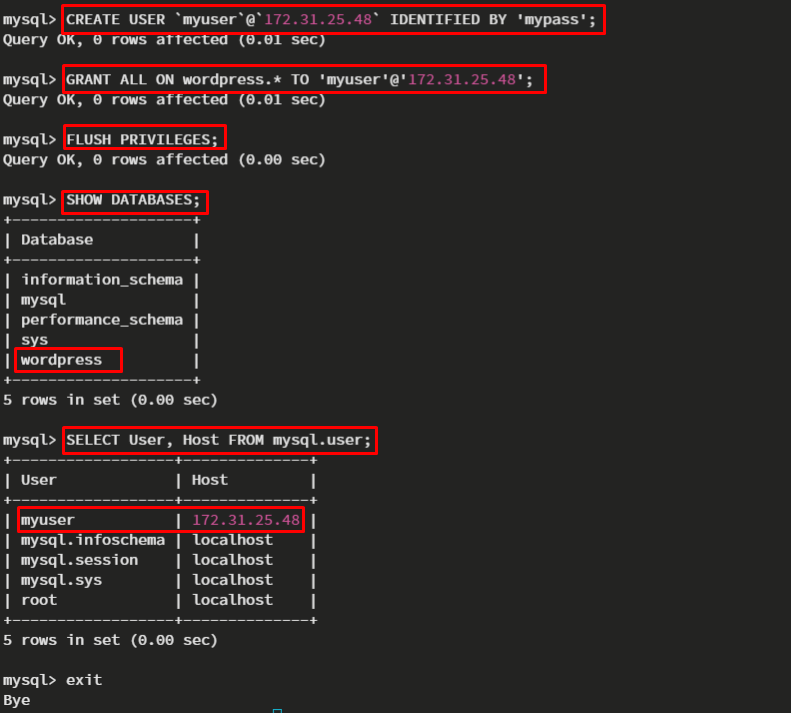 mysql> CREATE USER `myuser`@`172.31.25.48` IDENTIFIED BY 'mypass';
Query OK, 0 rows affected (0.01 sec)
mysql> GRANT ALL ON wordpress.* TO 'myuser'@'172.31.25.48';
Query OK, 0 rows affected (0.01 sec)
mysql> FLUSH PRIVILEGES;
Query OK, 0 rows affected (0.00 sec)
mysql> SHOW DATABASES;
+--------------------+
| Database           |
+--------------------+
| information_schema |
| mysql              |
| performance_schema |
| sys                |
| wordpress          |
+--------------------+
5 rows in set (0.00 sec)
mysql> SELECT User, Host FROM mysql.user;
+------------------+--------------+
| User             | Host         |
+------------------+--------------+
| myuser           | 172.31.25.48 |
| mysql.infoschema | localhost    |
| mysql.session    | localhost    |
| mysql.sys        | localhost    |
| root             | localhost    |
+------------------+--------------+
5 rows in set (0.00 sec)
mysql> exit
Bye